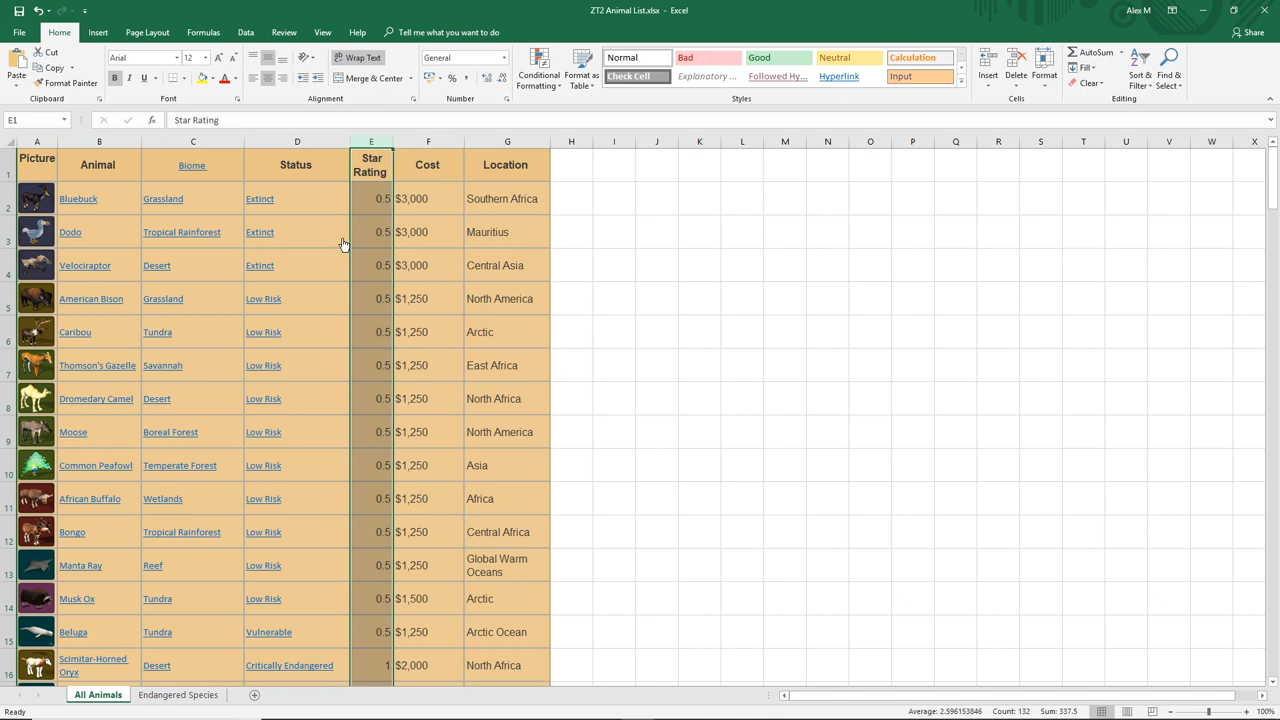 ZT2 Animal List.xlsx - Excel
Alex M
File Home Insert Page Layout Formulas Data Review View Help Tell me what you want to do Share
Paste
Cut
Copy
Format Painter
Clipboard
Arial 12
B I U
Font
Wrap Text
Merge & Center
Alignment
General
Number
Conditional Formatting
Format as Table
Normal Bad Good Neutral Calculation
Check Cell Explanatory ... Followed Hy... Hyperlink Input
Styles
Insert Delete Format
Cells
AutoSum
Fill
Clear
Sort & Filter
Find & Select
Editing
E1 fx Star Rating
A B C D E F G H I J K L M N O P Q R S T U V W X
1 Picture Animal Biome Status Star Rating Cost Location
2 Bluebuck Grassland Extinct 0.5 $3,000 Southern Africa
3 Dodo Tropical Rainforest Extinct 0.5 $3,000 Mauritius
4 Velociraptor Desert Extinct 0.5 $3,000 Central Asia
5 American Bison Grassland Low Risk 0.5 $1,250 North America
6 Caribou Tundra Low Risk 0.5 $1,250 Arctic
7 Thomson's Gazelle Savannah Low Risk 0.5 $1,250 East Africa
8 Dromedary Camel Desert Low Risk 0.5 $1,250 North Africa
9 Moose Boreal Forest Low Risk 0.5 $1,250 North America
10 Common Peafowl Temperate Forest Low Risk 0.5 $1,250 Asia
11 African Buffalo Wetlands Low Risk 0.5 $1,250 Africa
12 Bongo Tropical Rainforest Low Risk 0.5 $1,250 Central Africa
13 Manta Ray Reef Low Risk 0.5 $1,250 Global Warm Oceans
14 Musk Ox Tundra Low Risk 0.5 $1,500 Arctic
15 Beluga Tundra Vulnerable 0.5 $1,250 Arctic Ocean
16 Scimitar-Horned Oryx Desert Critically Endangered 1 $2,000 North Africa
All Animals Endangered Species
Ready Average: 2.596153846 Count: 132 Sum: 337.5 100%